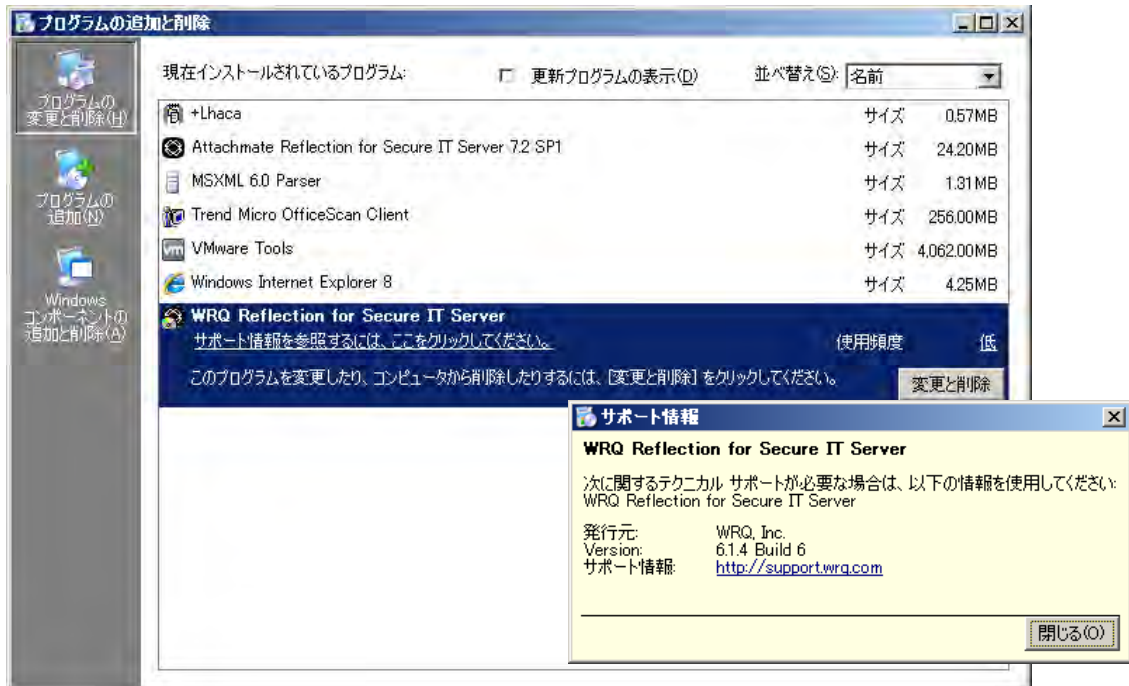 プログラムの追加と削除
プログラムの
変更と削除(H)
プログラムの
追加(N)
Windows
コンポーネントの
追加と削除(A)
現在インストールされているプログラム:
更新プログラムの表示(D)
並べ替え(S): 名前
+Lhaca サイズ 0.57MB
Attachmate Reflection for Secure IT Server 7.2 SP1 サイズ 24.20MB
MSXML 6.0 Parser サイズ 1.31MB
Trend Micro OfficeScan Client サイズ 256.00MB
VMware Tools サイズ 4,062.00MB
Windows Internet Explorer 8 サイズ 4.25MB
WRQ Reflection for Secure IT Server
サポート情報を参照するには、ここをクリックしてください。 使用頻度 低
このプログラムを変更したり、コンピュータから削除したりするには、[変更と削除] をクリックしてください。
変更と削除
サポート情報
WRQ Reflection for Secure IT Server
次に関するテクニカル サポートが必要な場合は、以下の情報を使用してください:
WRQ Reflection for Secure IT Server
発行元: WRQ, Inc.
Version: 6.1.4 Build 6
サポート情報: http://support.wrq.com
閉じる(O)